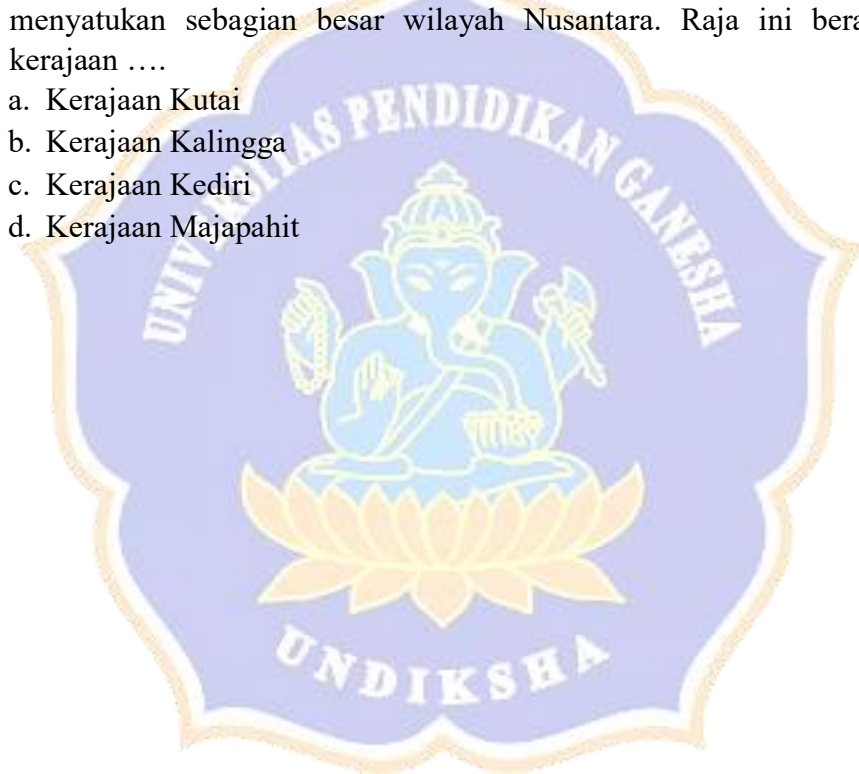 menyatukan sebagian besar wilayah Nusantara. Raja ini
kerajaan ….
a. Kerajaan Kutai
b. Kerajaan Kalingga
c. Kerajaan Kediri
d. Kerajaan Majapahit
UNIVERSITAS PENDIDIKAN GANESHA
UNDIKSHA